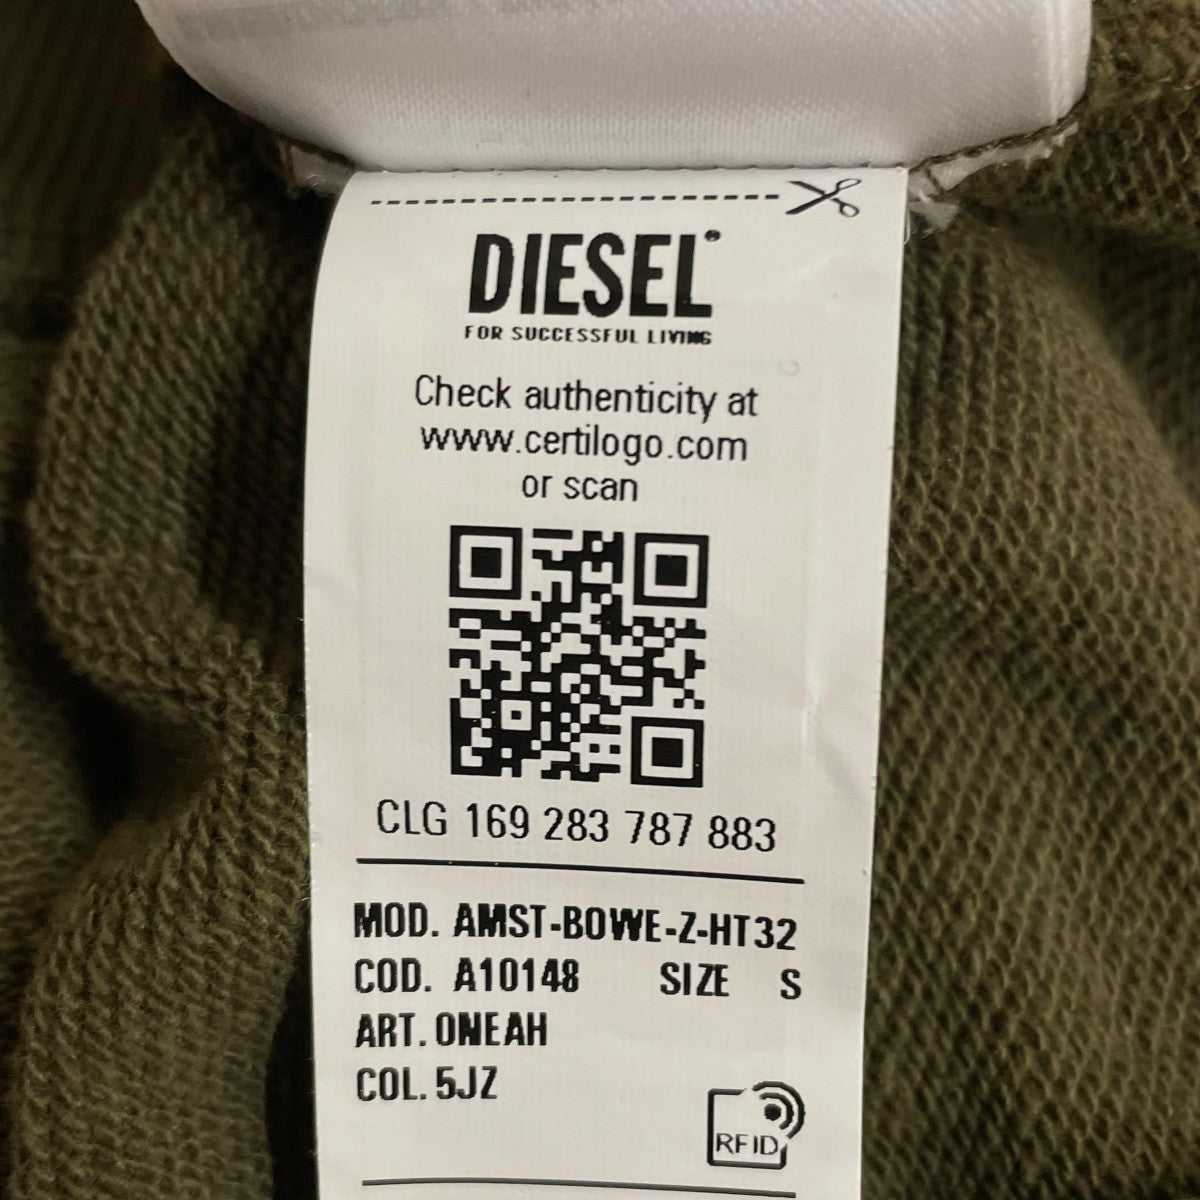 DIESEL
FOR SUCCESSFUL LIVING
Check authenticity at
www.certilogo.com
or scan
CLG 169 283 787 883
MOD. AMST-BOWE-Z-HT32
COD. A10148 SIZE S
ART. ONEAH
COL. 5JZ
RFID